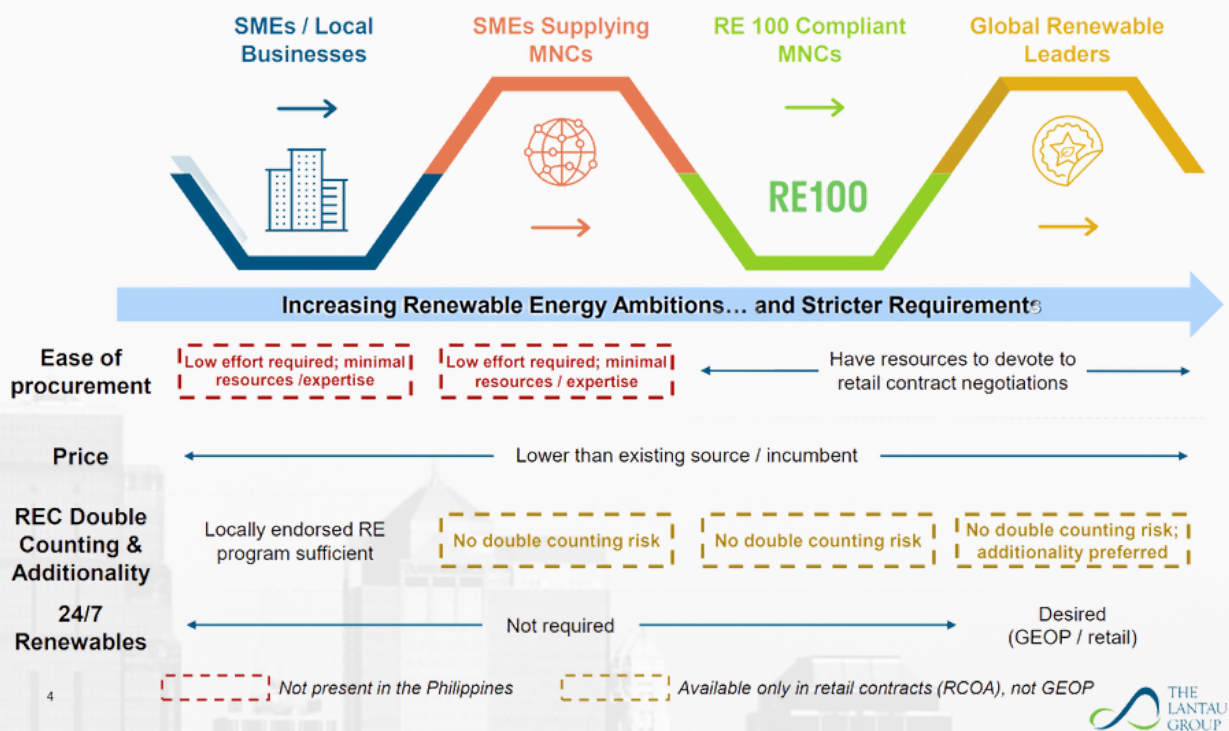 SMEs / Local
Businesses
SMEs Supplying
MNCs
RE 100 Compliant
MNCs
Global Renewable
Leaders
RE100
Increasing Renewable Energy Ambitions... and Stricter Requirements
Ease of
procurement
Low effort required; minimal
resources /expertise
Low effort required; minimal
resources / expertise
Have resources to devote to
retail contract negotiations
Price
Lower than existing source / incumbent
REC Double
Counting &
Additionality
Locally endorsed RE
program sufficient
No double counting risk
No double counting risk
No double counting risk;
additionality preferred
24/7
Renewables
Not required
Desired
(GEOP / retail)
Not present in the Philippines
Available only in retail contracts (RCOA), not GEOP
4
THE
LANTAU
GROUP